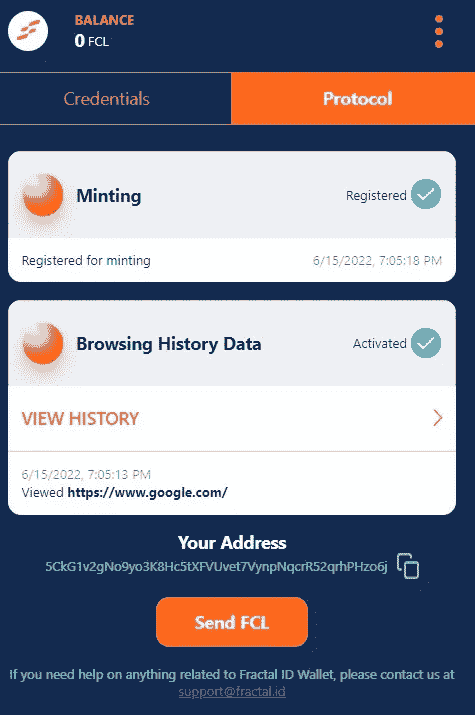 BALANCE
0 FCL
Credentials
Protocol
Minting
Registered
Registered for minting
6/15/2022, 7:05:18 PM
Browsing History Data
Activated
VIEW HISTORY
6/15/2022, 7:05:13 PM
Viewed https://www.google.com/
Your Address
5CkG1v2gNo9yo3K8Hc5tXFVUvet7VynpNqcrR52qrhPHzo6j
Send FCL
If you need help on anything related to Fractal ID Wallet, please contact us at
support@fractal.id